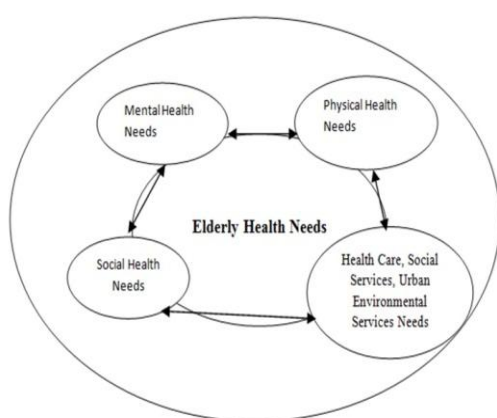 Mental Health
Needs
Physical Health
Needs
Elderly Health Needs
Social Health
Needs
Health Care, Social
Services, Urban
Environmental
Services Needs